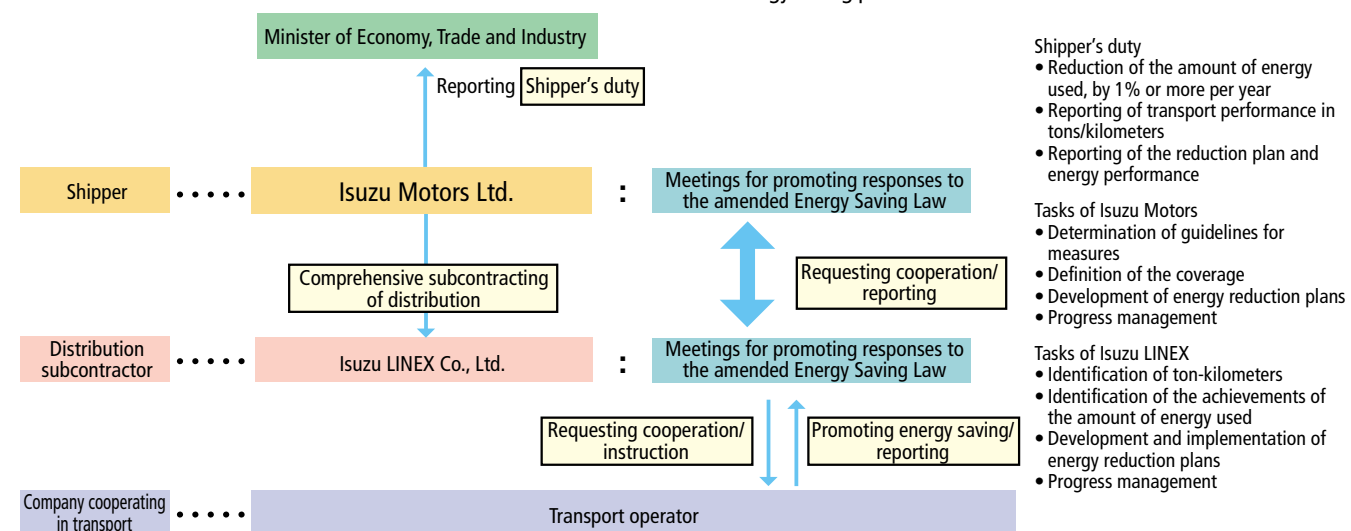 Minister of Economy, Trade and Industry
Reporting Shipper's duty
Shipper
Isuzu Motors Ltd.
:
Meetings for promoting responses to
the amended Energy Saving Law
Comprehensive subcontracting
of distribution
Requesting cooperation/
reporting
Distribution
subcontractor
Isuzu LINEX Co., Ltd.
:
Meetings for promoting responses to
the amended Energy Saving Law
Requesting cooperation/
instruction
Promoting energy saving/
reporting
Company cooperating
in transport
Transport operator
Shipper's duty
• Reduction of the amount of energy
used, by 1% or more per year
• Reporting of transport performance in
tons/kilometers
• Reporting of the reduction plan and
energy performance
Tasks of Isuzu Motors
• Determination of guidelines for
measures
• Definition of the coverage
• Development of energy reduction plans
• Progress management
Tasks of Isuzu LINEX
• Identification of ton-kilometers
• Identification of the achievements of
the amount of energy used
• Development and implementation of
energy reduction plans
• Progress management